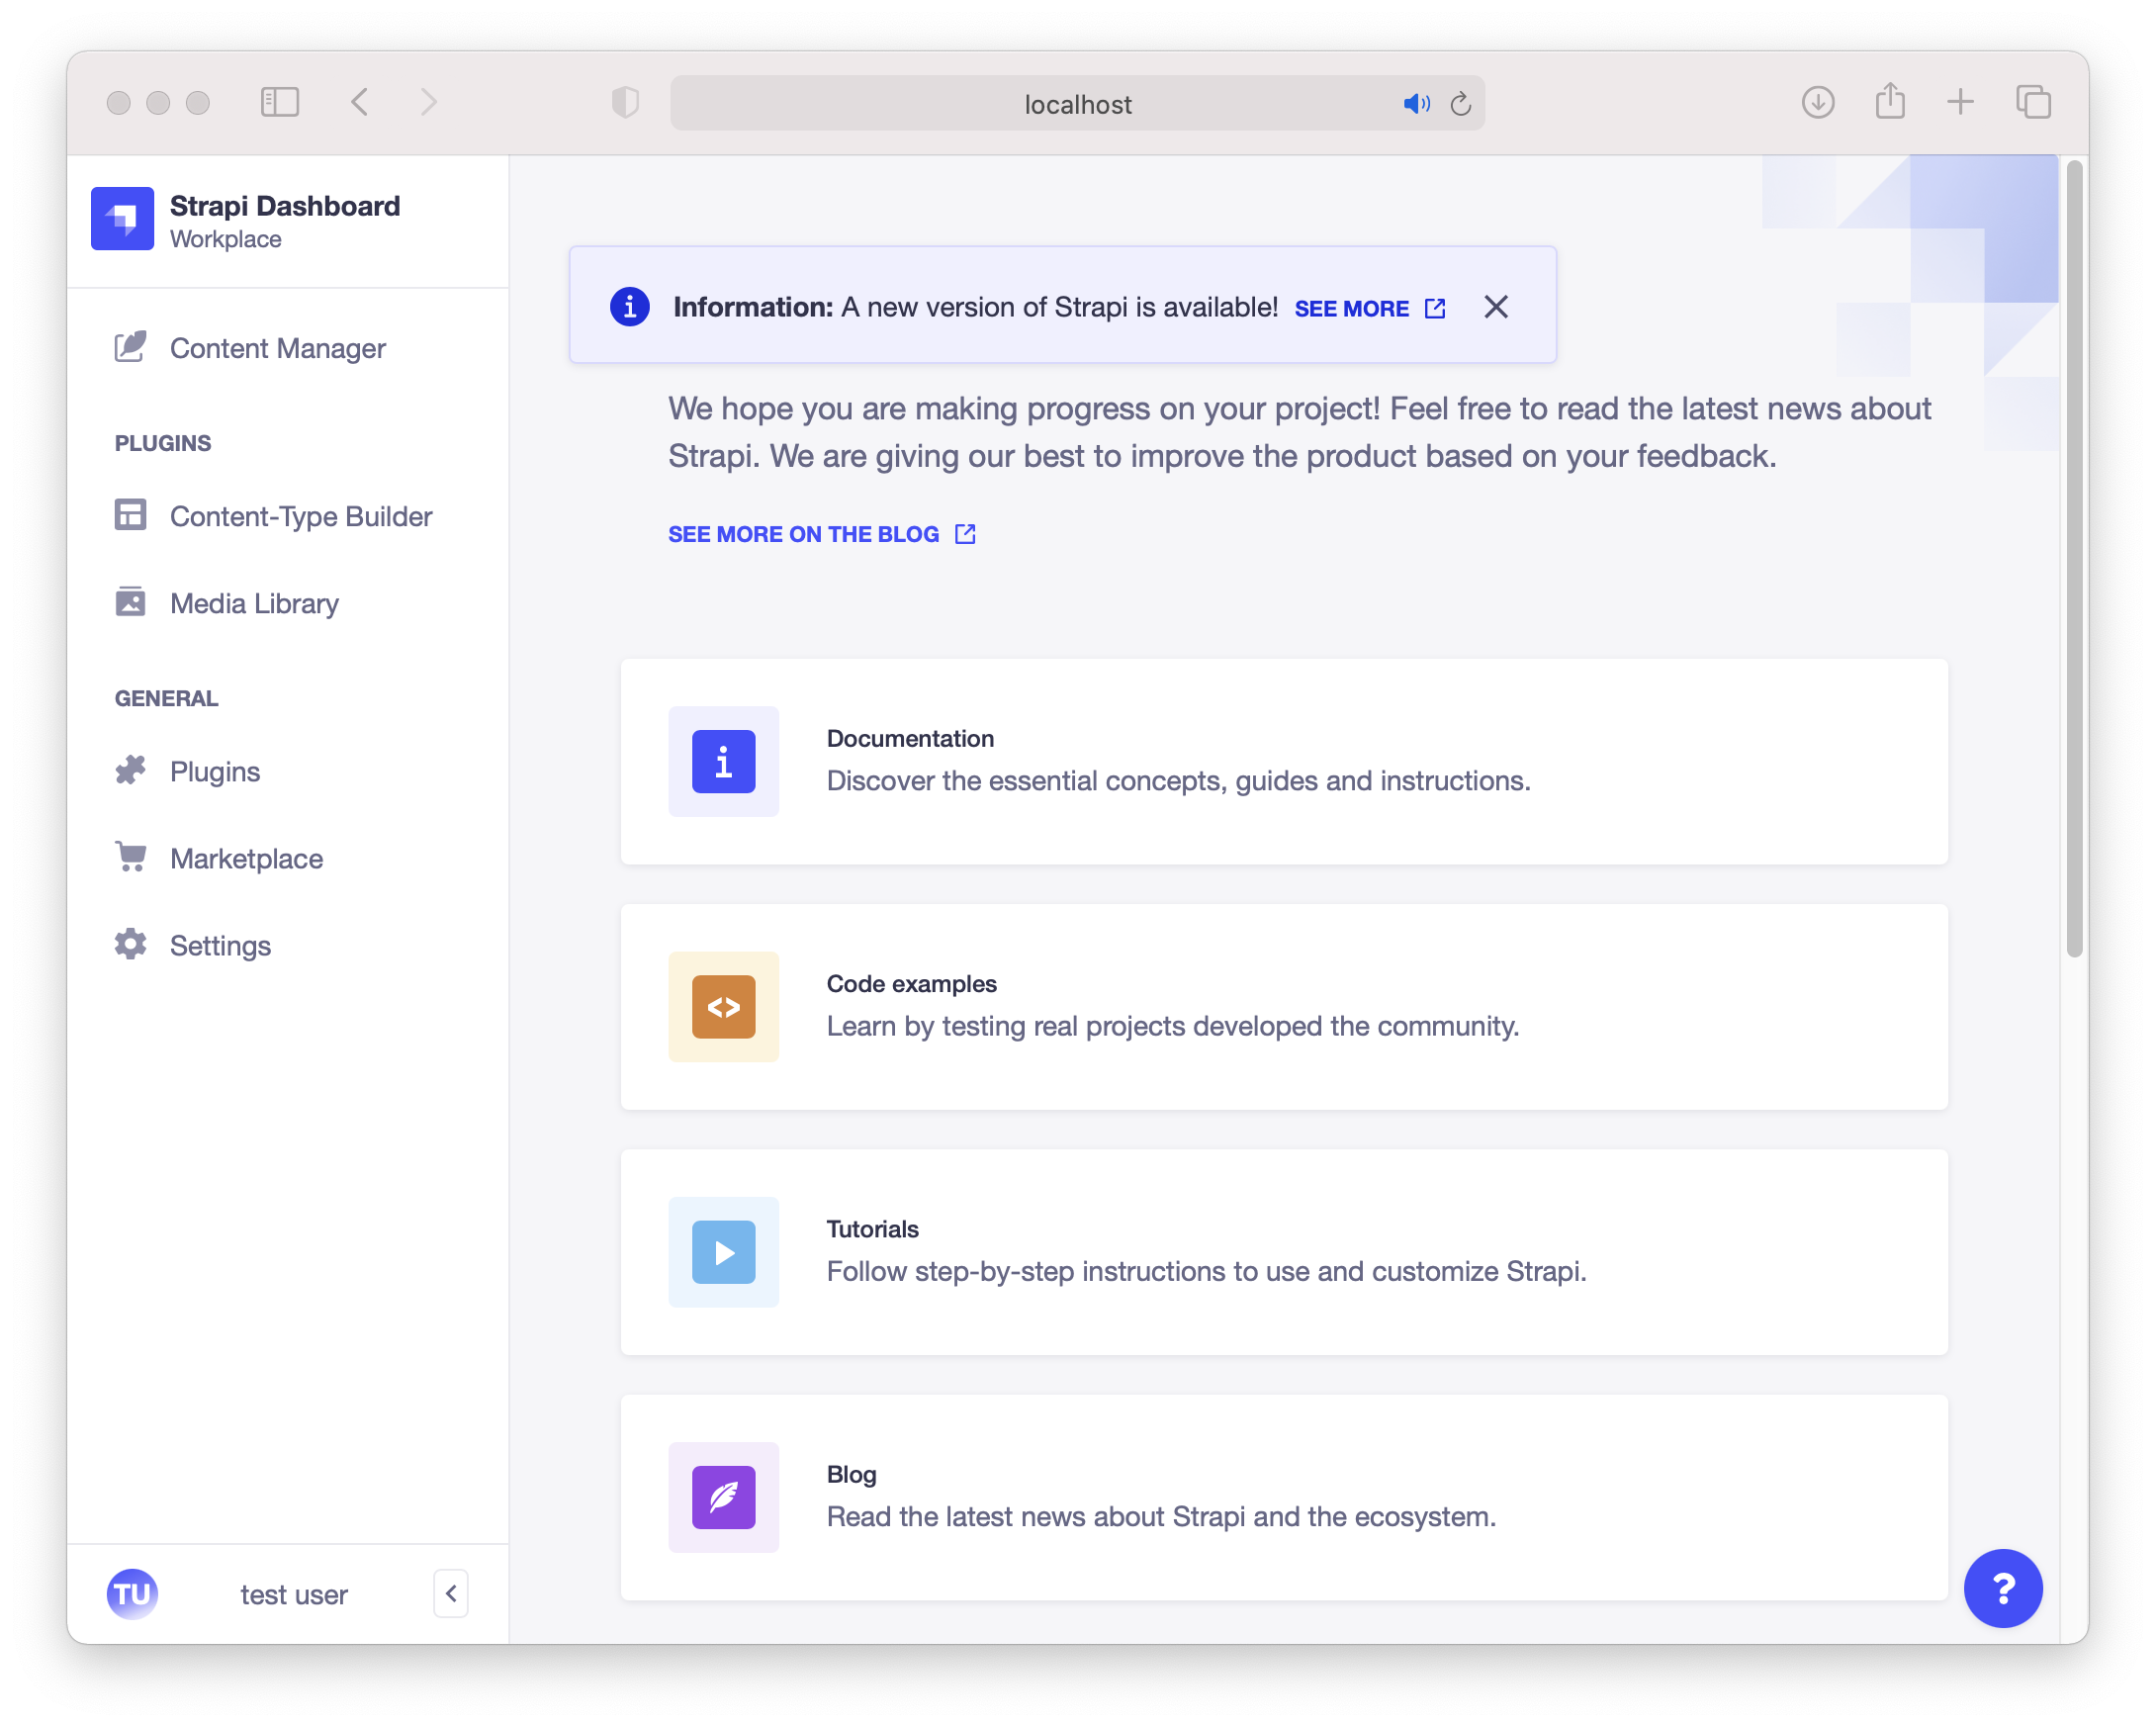 localhost
Strapi Dashboard
Workplace
Content Manager
PLUGINS
Content-Type Builder
Media Library
GENERAL
Plugins
Marketplace
Settings
TU
test user
Information: A new version of Strapi is available! SEE MORE
We hope you are making progress on your project! Feel free to read the latest news about
Strapi. We are giving our best to improve the product based on your feedback.
SEE MORE ON THE BLOG
Documentation
Discover the essential concepts, guides and instructions.
Code examples
Learn by testing real projects developed the community.
Tutorials
Follow step-by-step instructions to use and customize Strapi.
Blog
Read the latest news about Strapi and the ecosystem.
?